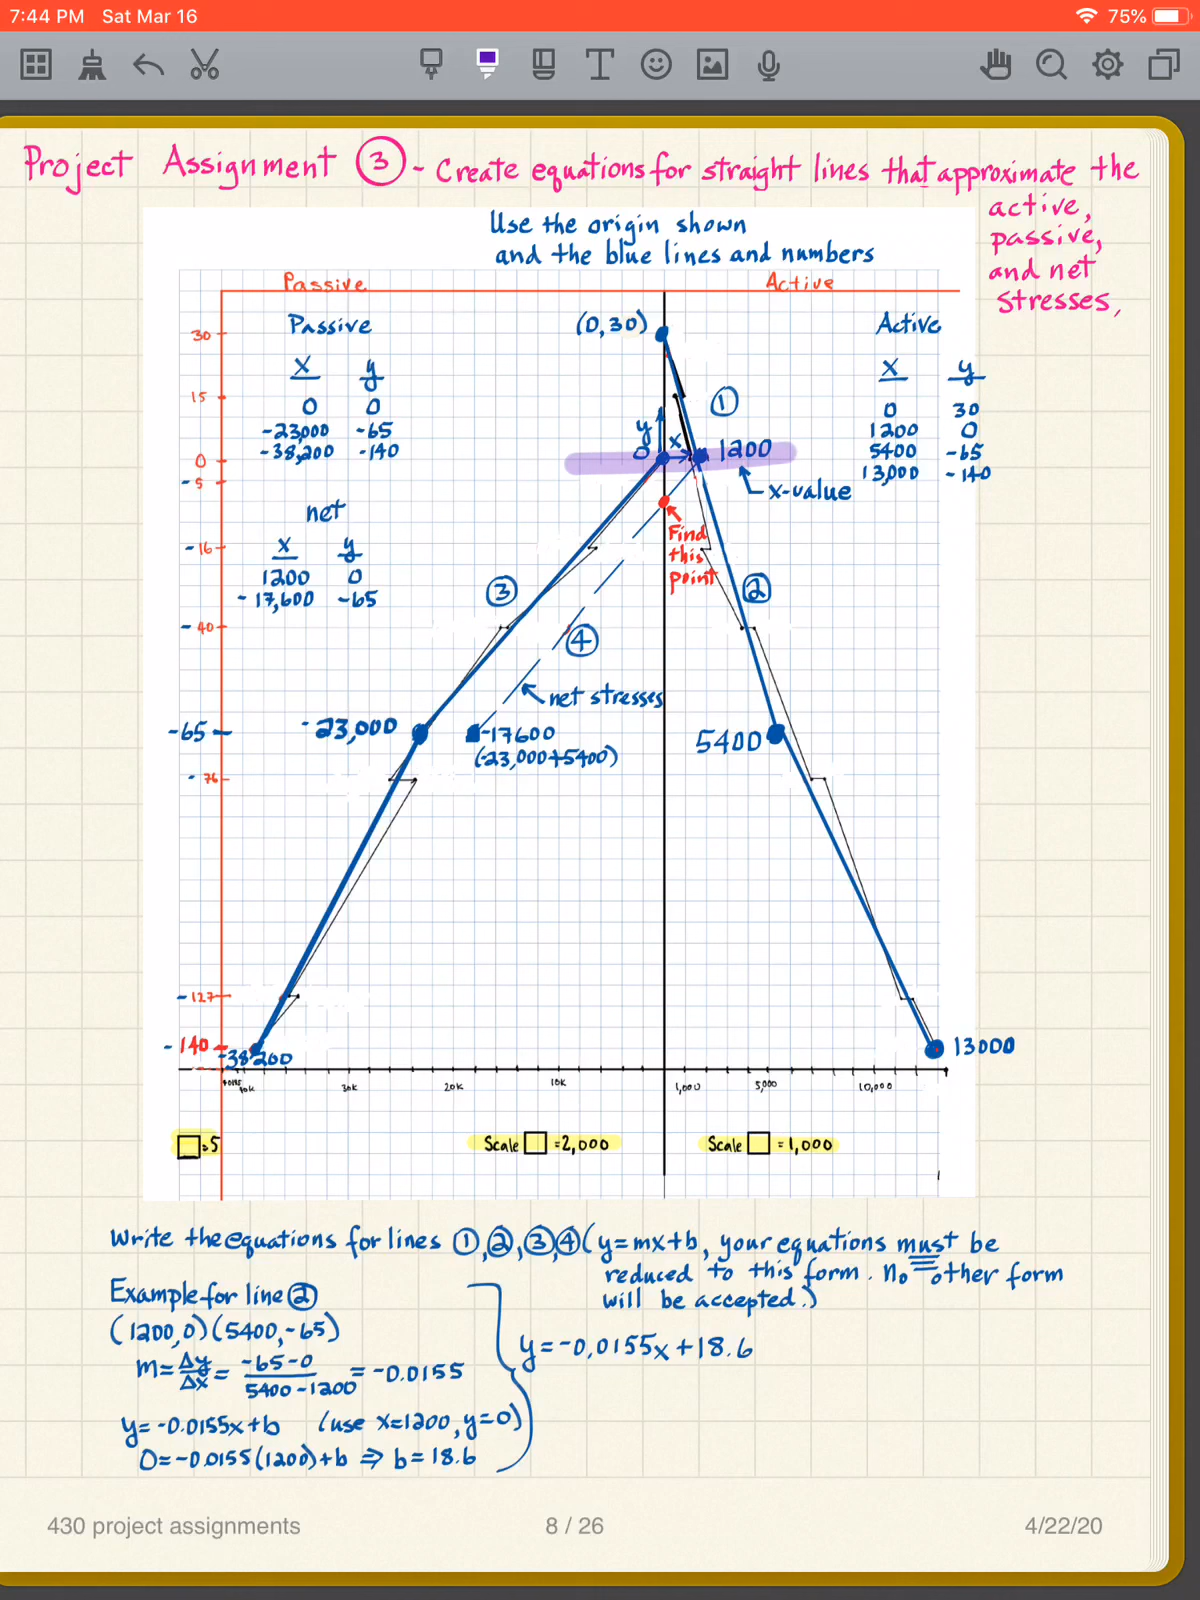 7:44 PM Sat Mar 16
75%
Project Assignment ③ - Create equations for straight lines that approximate the
active,
passive,
and net
stresses,
Use the origin shown
and the blue lines and numbers
Passive
Active
Passive
x y
0 0
-23,000 -65
-38,200 -140
net
x y
1200 0
-17,600 -65
(0,30)
Active
x y
0 30
1200 0
5400 -65
13,000 -140
30
15
0
-5
-16
-40
-65
-76
-127
-140
①
y
x
1200
x-value
Find
this
point
②
③
④
net stresses
-23,000
-17600
(-23,000+5400)
5400
-38200
13000
40k
30k
20k
10k
1,000
5,000
10,000
=5
Scale =2,000
Scale =1,000
Write the equations for lines ①,②,③,④ (y=mx+b, your equations must be
reduced to this form. No other form
will be accepted.)
Example for line ②
(1200,0)(5400,-65)
m=Δy/Δx= -65-0/5400-1200 = -0.0155
y=-0.0155x+b (use x=1200, y=0)
0=-0.0155(1200)+b ⇒ b=18.6
y=-0.0155x+18.6
430 project assignments
8 / 26
4/22/20